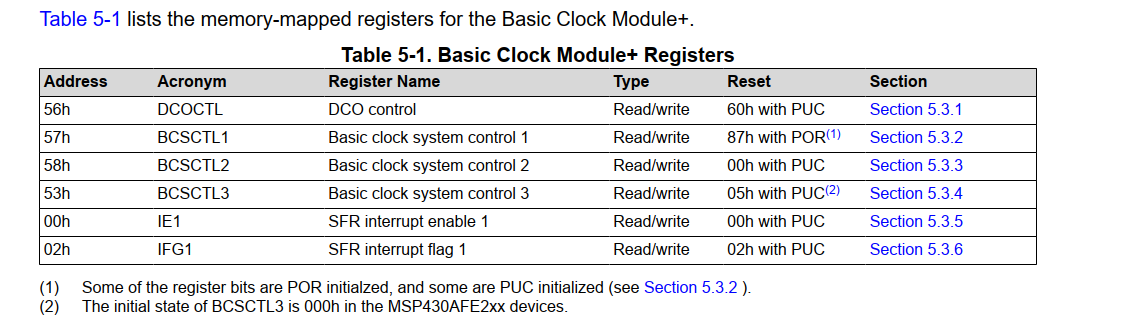 Table 5-1 lists the memory-mapped registers for the Basic Clock Module+.
Table 5-1. Basic Clock Module+ Registers
Address Acronym Register Name Type Reset Section
56h DCOCTL DCO control Read/write 60h with PUC Section 5.3.1
57h BCSCTL1 Basic clock system control 1 Read/write 87h with POR(1) Section 5.3.2
58h BCSCTL2 Basic clock system control 2 Read/write 00h with PUC Section 5.3.3
53h BCSCTL3 Basic clock system control 3 Read/write 05h with PUC(2) Section 5.3.4
00h IE1 SFR interrupt enable 1 Read/write 00h with PUC Section 5.3.5
02h IFG1 SFR interrupt flag 1 Read/write 02h with PUC Section 5.3.6
(1) Some of the register bits are POR initialzed, and some are PUC initialized (see Section 5.3.2 ).
(2) The initial state of BCSCTL3 is 000h in the MSP430AFE2xx devices.